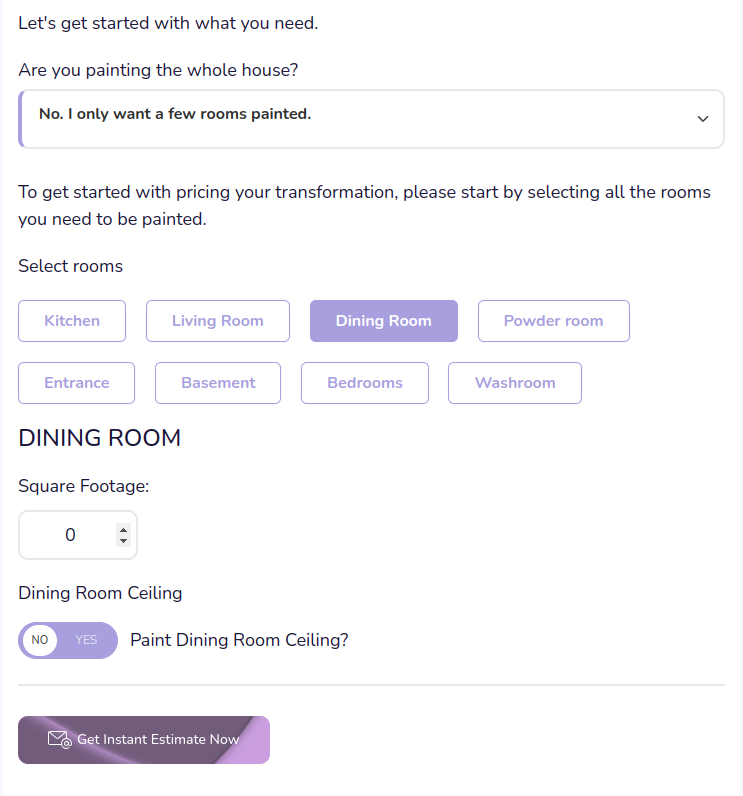 Let's get started with what you need.
Are you painting the whole house?
No. I only want a few rooms painted.
To get started with pricing your transformation, please start by selecting all the rooms
you need to be painted.
Select rooms
Kitchen Living Room Dining Room Powder room
Entrance Basement Bedrooms Washroom
DINING ROOM
Square Footage:
0
Dining Room Ceiling
NO YES Paint Dining Room Ceiling?
Get Instant Estimate Now